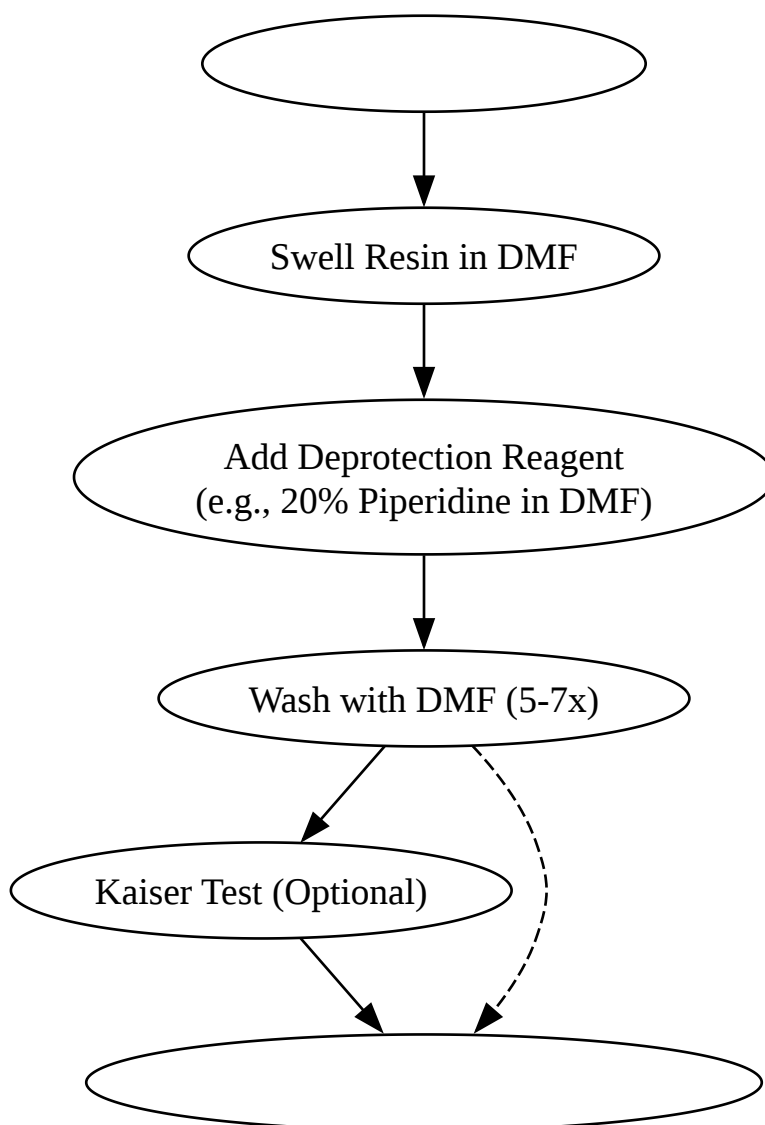 Swell Resin in DMF
Add Deprotection Reagent
(e.g., 20% Piperidine in DMF)
Wash with DMF (5-7x)
Kaiser Test (Optional)